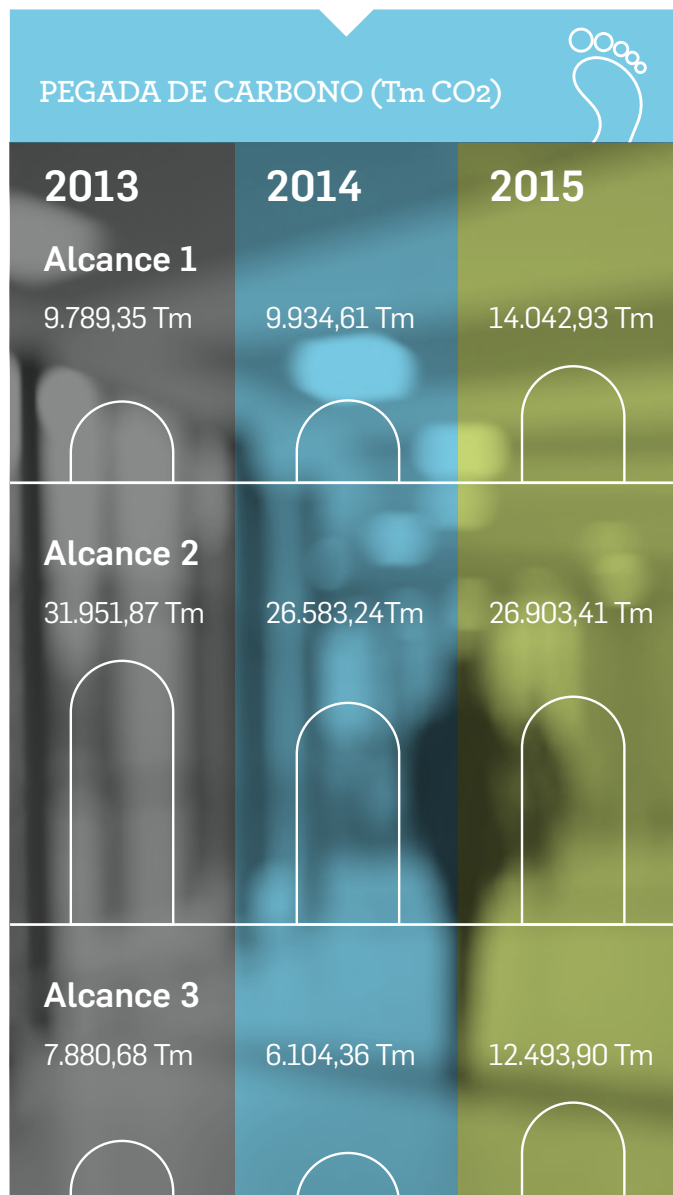 PEGADA DE CARBONO (Tm CO2)
2013 2014 2015
Alcance 1
9.789,35 Tm 9.934,61 Tm 14.042,93 Tm
Alcance 2
31.951,87 Tm 26.583,24Tm 26.903,41 Tm
Alcance 3
7.880,68 Tm 6.104,36 Tm 12.493,90 Tm